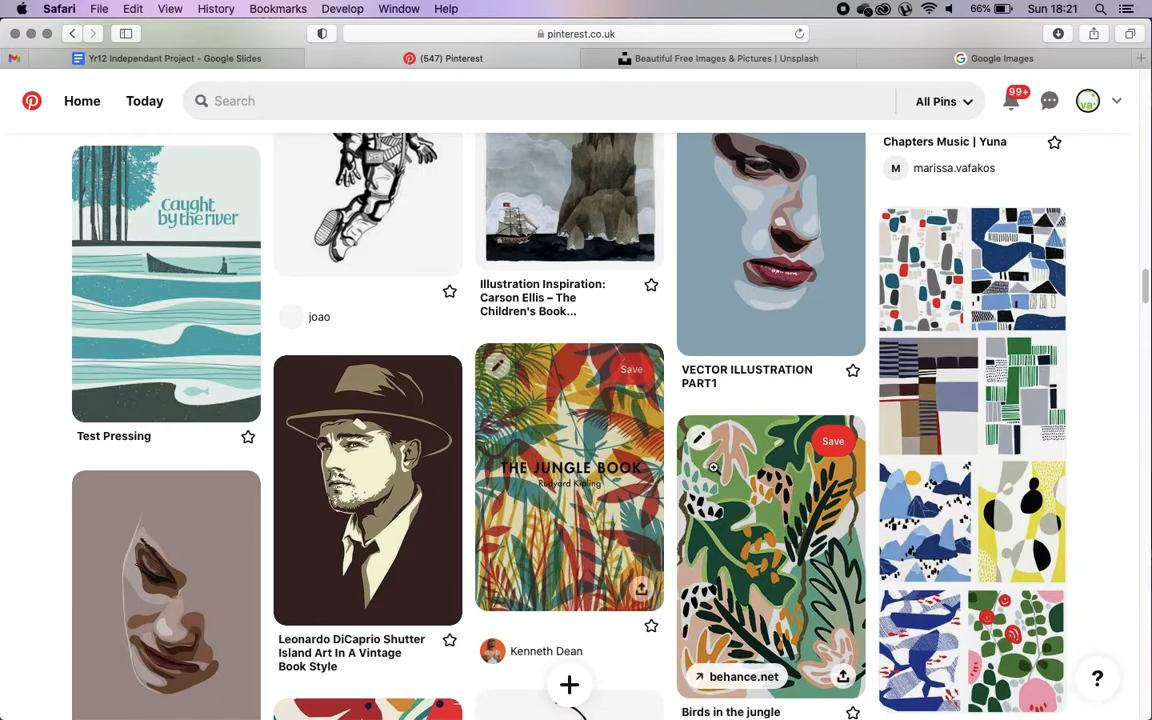 Safari File Edit View History Bookmarks Develop Window Help
66% Sun 18:21
pinterest.co.uk
Yr12 Independant Project - Google Slides
(547) Pinterest
Beautiful Free Images & Pictures | Unsplash
Google Images
Home Today Search All Pins 99+ va:
caught
by the river
Test Pressing
joao
Leonardo DiCaprio Shutter
Island Art In A Vintage
Book Style
Illustration Inspiration:
Carson Ellis – The
Children's Book...
Save
THE JUNGLE BOOK
Rudyard Kipling
Kenneth Dean
VECTOR ILLUSTRATION
PART1
Save
behance.net
Birds in the jungle
Chapters Music | Yuna
M marissa.vafakos
+
?